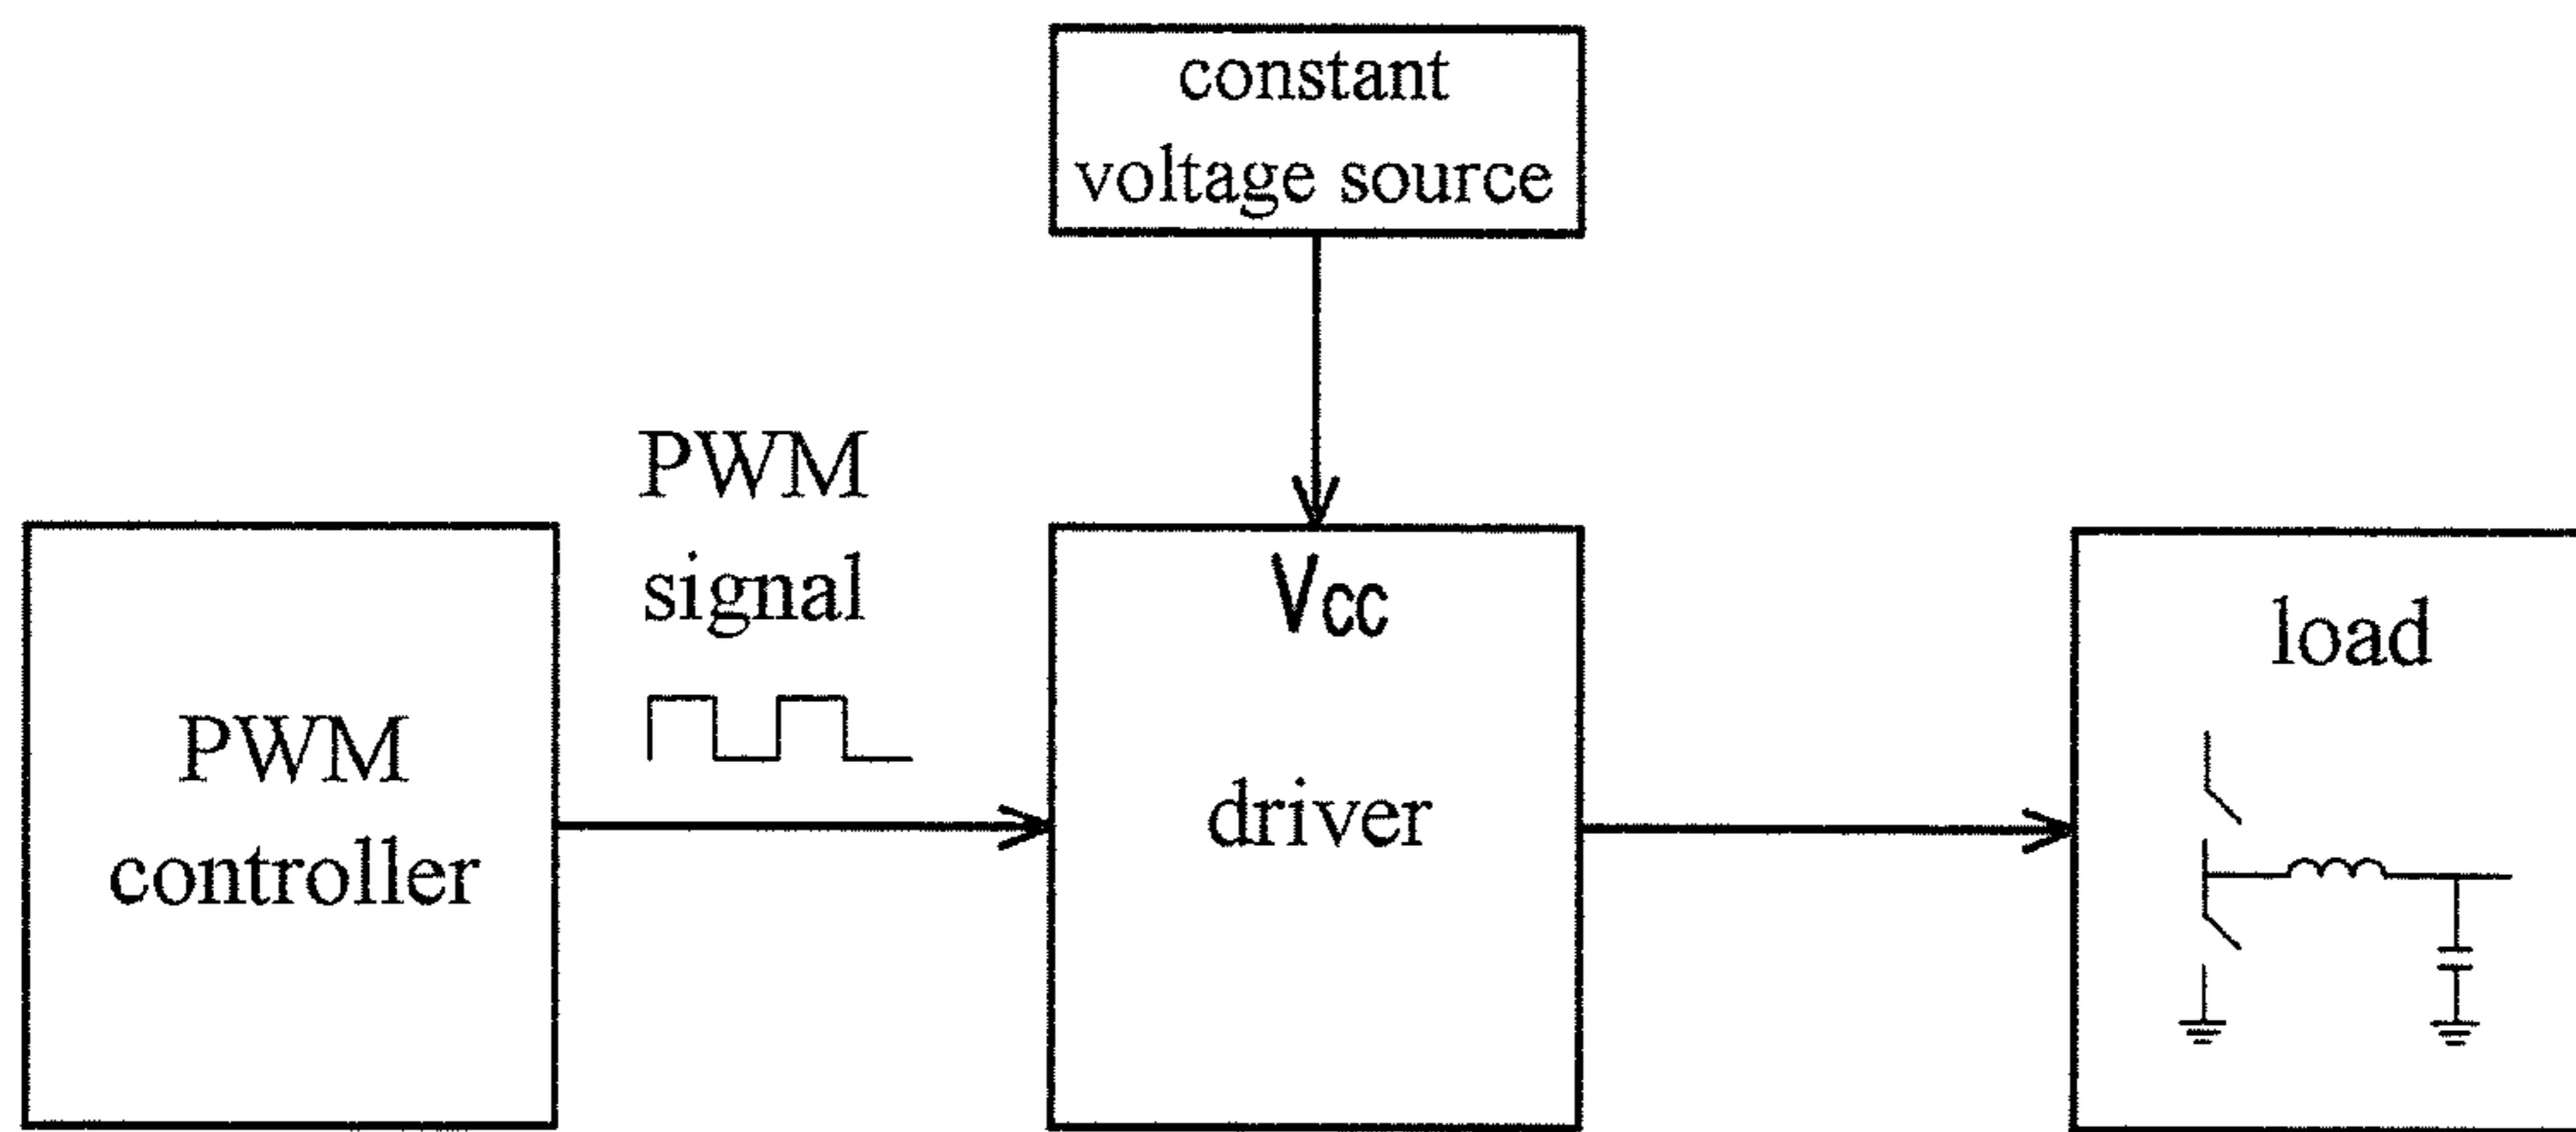 constant
voltage source
PWM
signal
PWM
controller
Vcc
driver
load